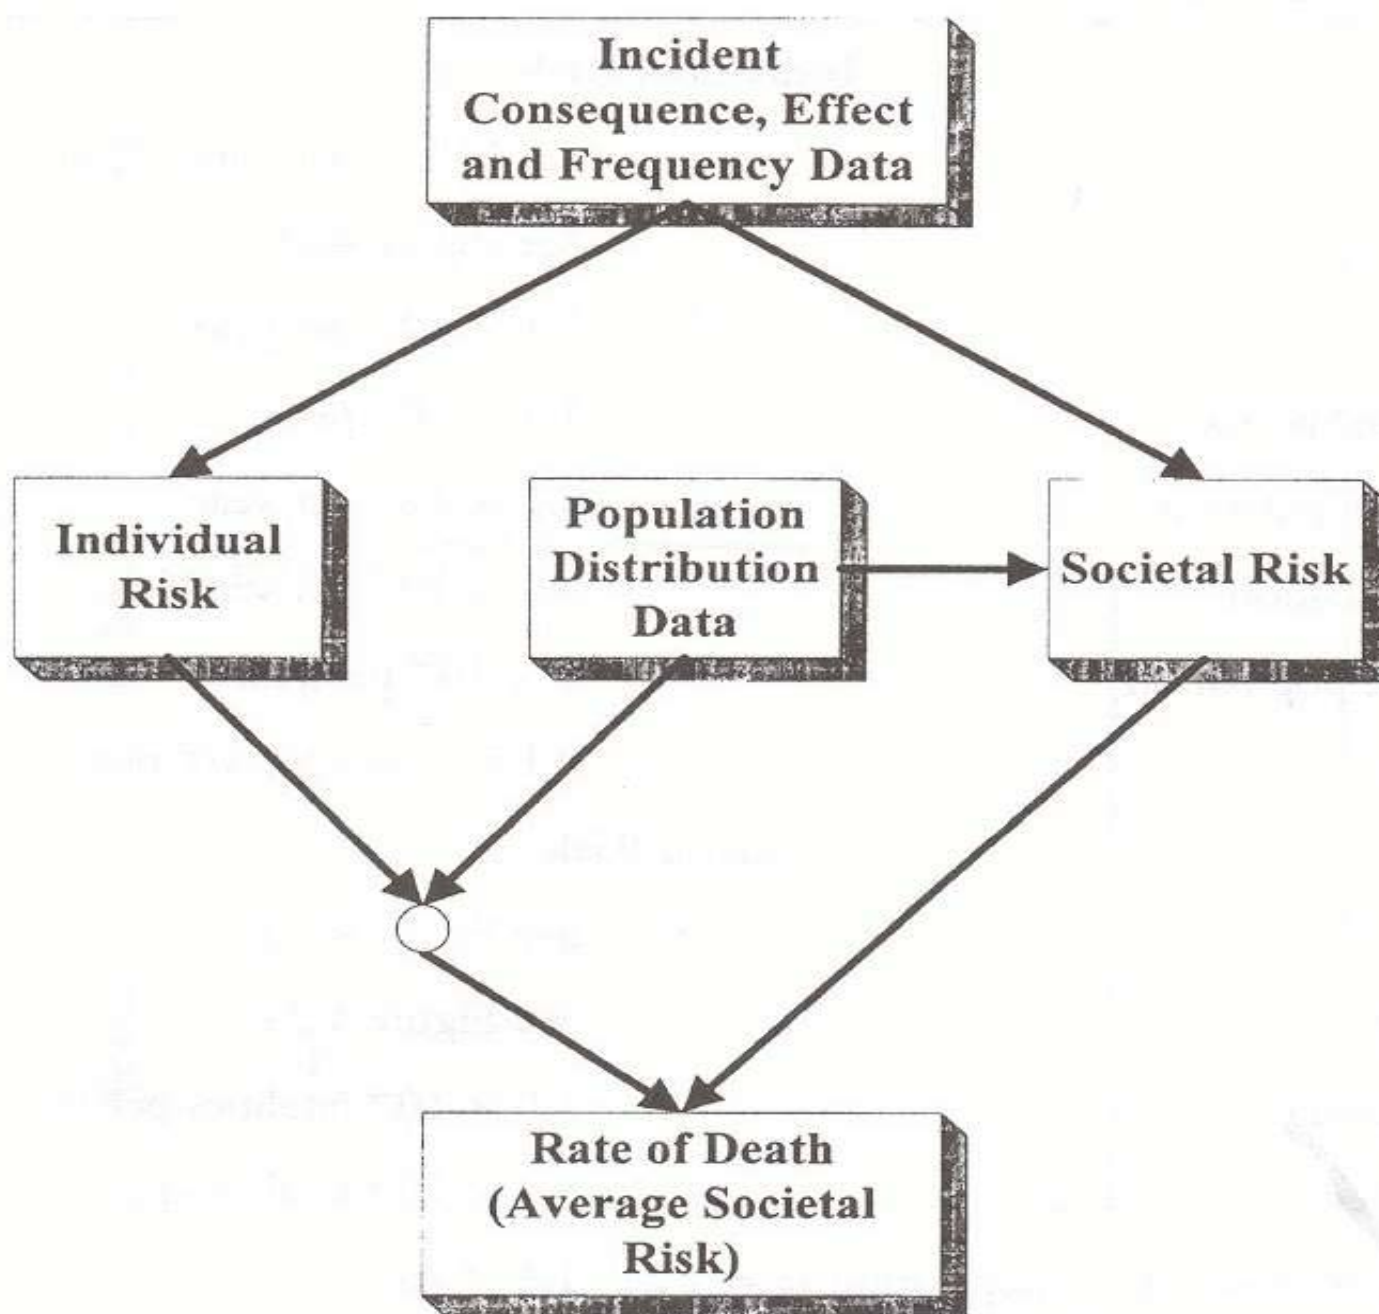 Incident
Consequence, Effect
and Frequency Data
Individual
Risk
Population
Distribution
Data
Societal Risk
Rate of Death
(Average Societal
Risk)